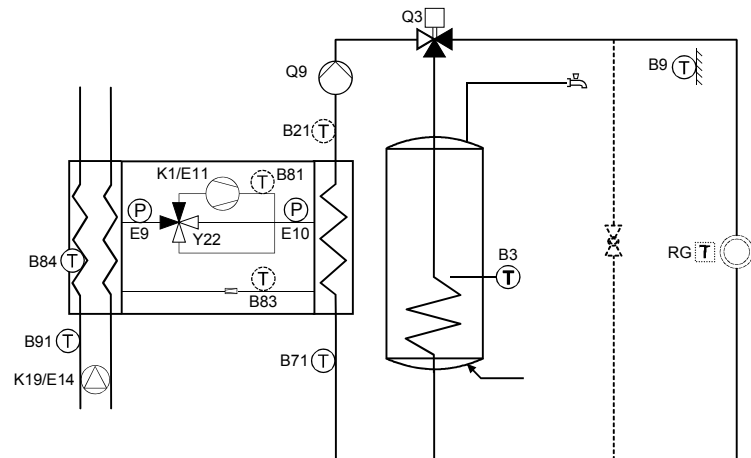 Q3
Q9
B9 T
B21 T
K1/E11
T B81
P
P
E9
Y22
E10
B84 T
B3
T
RG T
T
B83
B91 T
B71 T
K19/E14